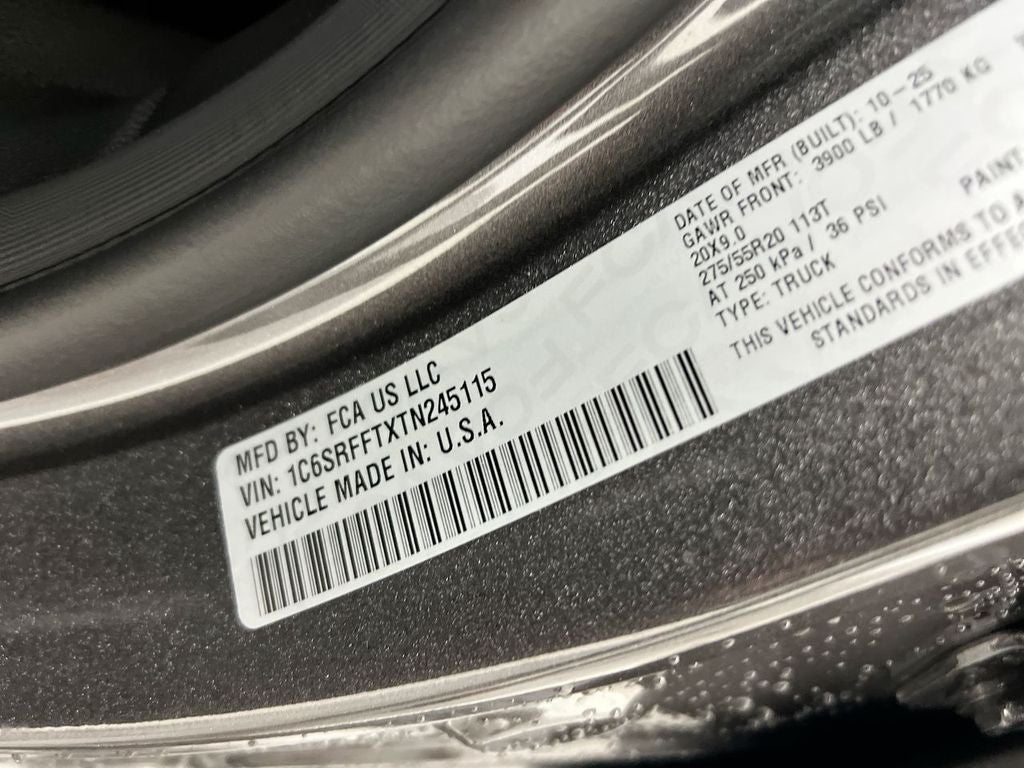 MFD BY: FCA US LLC
VIN: 1C6SRFFTXTN245115
VEHICLE MADE IN: U.S.A.
DATE OF MFR (BUILT): 10-25
GAWR FRONT: 3900 LB / 1770 KG
20X9.0
275/55R20 113T
AT 250 kPa / 36 PSI
TYPE: TRUCK
PAINT
THIS VEHICLE CONFORMS TO A
STANDARDS IN EFFE